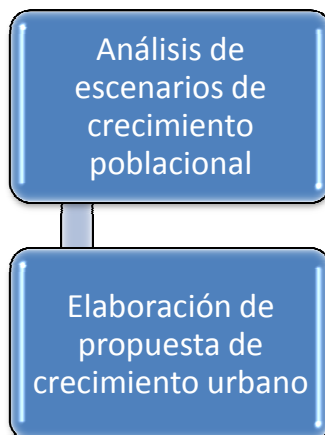 Análisis de
escenarios de
crecimiento
poblacional
Elaboración de
propuesta de
crecimiento urbano